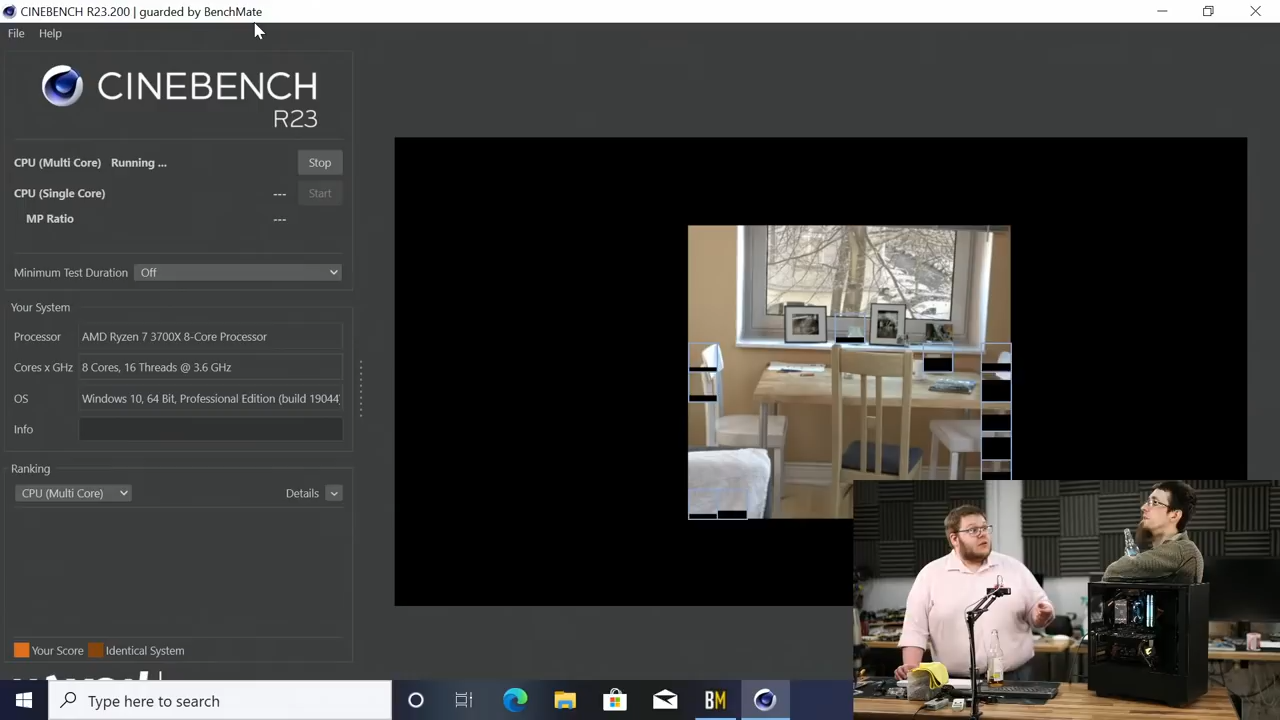 CINEBENCH R23.200 | guarded by BenchMate
File Help
CINEBENCH
R23
CPU (Multi Core) Running ... Stop
CPU (Single Core) --- Start
MP Ratio ---
Minimum Test Duration Off
Your System
Processor AMD Ryzen 7 3700X 8-Core Processor
Cores x GHz 8 Cores, 16 Threads @ 3.6 GHz
OS Windows 10, 64 Bit, Professional Edition (build 19044
Info
Ranking
CPU (Multi Core) Details
Your Score Identical System
Type here to search
BM